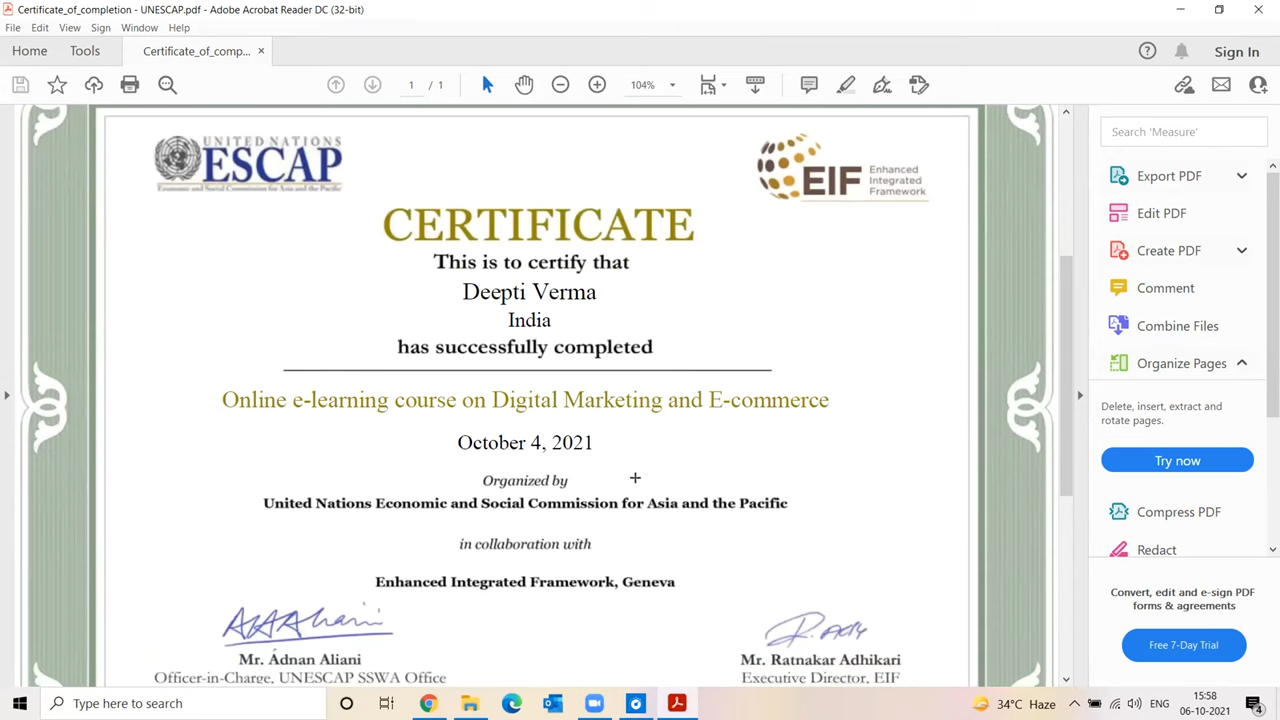 Certificate_of_completion - UNESCAP.pdf - Adobe Acrobat Reader DC (32-bit)
File Edit View Sign Window Help
Home Tools Certificate_of_comp... × Sign In
1 / 1 104%
UNITED NATIONS
ESCAP
Economic and Social Commission for Asia and the Pacific
EIF Enhanced
Integrated
Framework
CERTIFICATE
This is to certify that
Deepti Verma
India
has successfully completed
Online e-learning course on Digital Marketing and E-commerce
October 4, 2021
Organized by
United Nations Economic and Social Commission for Asia and the Pacific
in collaboration with
Enhanced Integrated Framework, Geneva
Mr. Adnan Aliani
Officer-in-Charge, UNESCAP SSWA Office
Mr. Ratnakar Adhikari
Executive Director, EIF
Search 'Measure'
Export PDF
Edit PDF
Create PDF
Comment
Combine Files
Organize Pages
Delete, insert, extract and
rotate pages.
Try now
Compress PDF
Redact
Convert, edit and e-sign PDF
forms & agreements
Free 7-Day Trial
Type here to search
34°C Haze
ENG
15:58
06-10-2021
4